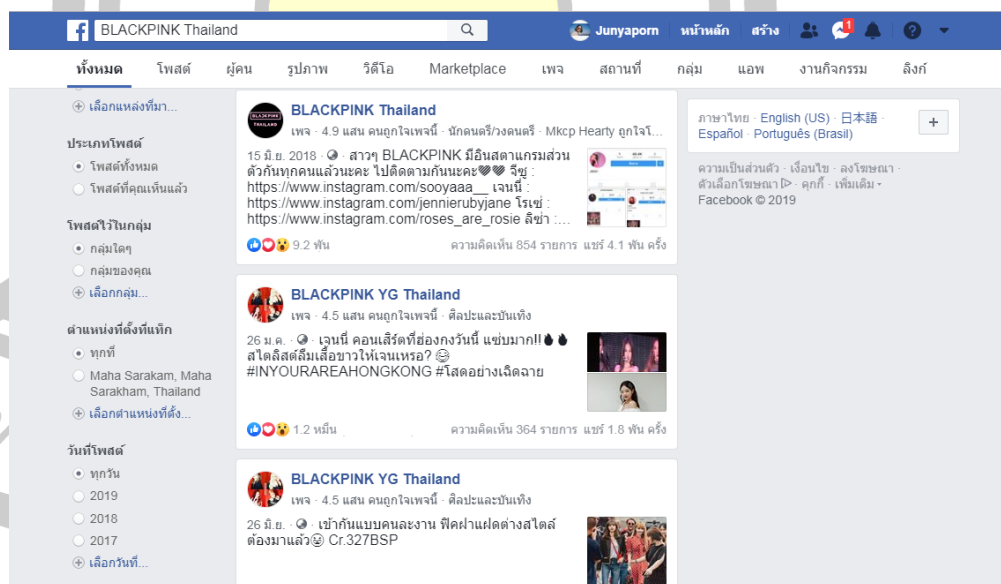 BLACKPINK Thailand
Junyaporn
หน้าหลัก
สร้าง
1
ทั้งหมด
โพสต์
ผู้คน
รูปภาพ
วิดีโอ
Marketplace
เพจ
สถานที่
กลุ่ม
แอพ
งานกิจกรรม
ลิงก์
เลือกแหล่งที่มา...
ประเภทโพสต์
โพสต์ทั้งหมด
โพสต์ที่คุณเห็นแล้ว
โพสต์ไว้ในกลุ่ม
กลุ่มใดๆ
กลุ่มของคุณ
เลือกกลุ่ม...
ตำแหน่งที่ตั้งที่แท็ก
ทุกที่
Maha Sarakam, Maha
Sarakham, Thailand
เลือกตำแหน่งที่ตั้ง...
วันที่โพสต์
ทุกวัน
2019
2018
2017
เลือกวันที่...
BLACKPINK Thailand
เพจ · 4.9 แสน คนถูกใจเพจนี้ · นักดนตรี/วงดนตรี · Mkcp Hearty ถูกใจโ...
15 มิ.ย. 2018 · สาวๆ BLACKPINK มีอินสตาแกรมส่วน
ตัวกันทุกคนแล้วนะคะ ไปติดตามกันนะคะ🖤🖤 จีซู :
https://www.instagram.com/sooyaaa__ เจนนี่ :
https://www.instagram.com/jennierubyjane โรเซ่ :
https://www.instagram.com/roses_are_rosie ลิซ่า :...
9.2 พัน
ความคิดเห็น 854 รายการ แชร์ 4.1 พัน ครั้ง
BLACKPINK YG Thailand
เพจ · 4.5 แสน คนถูกใจเพจนี้ · ศิลปะและบันเทิง
26 ม.ค. · เจนนี่ คอนเสิร์ตที่ฮ่องกงวันนี้ แซ่บมาก!!
สไตลิสต์ลืมเสื้อขาวให้เจนเหรอ?
#INYOURAREAHONGKONG #โสดอย่างเฉิดฉาย
1.2 หมื่น
ความคิดเห็น 364 รายการ แชร์ 1.8 พัน ครั้ง
BLACKPINK YG Thailand
เพจ · 4.5 แสน คนถูกใจเพจนี้ · ศิลปะและบันเทิง
26 มิ.ย. · เข้ากันแบบคนละงาน ฟิคฝาแฝดต่างสไตล์
ต้องมาแล้ว Cr.327BSP
ภาษาไทย · English (US) · 日本語 ·
Español · Português (Brasil)
ความเป็นส่วนตัว · เงื่อนไข · ลงโฆษณา ·
ตัวเลือกโฆษณา · คุกกี้ · เพิ่มเติม
Facebook © 2019